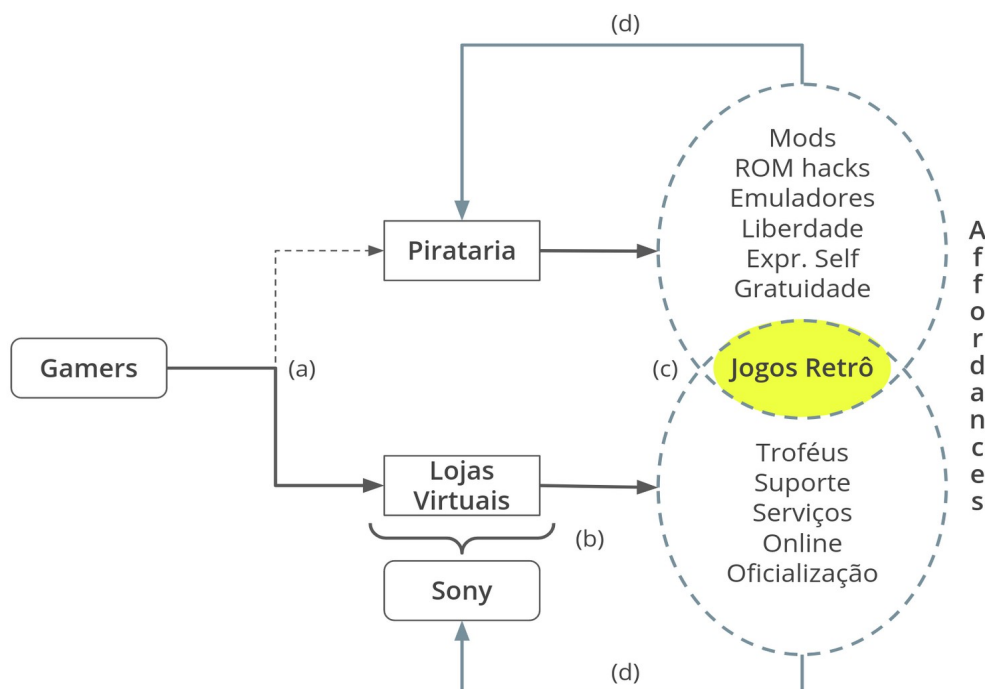 (d)
Mods
ROM hacks
Emuladores
Liberdade
Expr. Self
Gratuidade
Pirataria
Gamers
(a)
(c)
Jogos Retrô
Affordances
Lojas
Virtuais
(b)
Sony
Troféus
Suporte
Serviços
Online
Oficialização
(d)